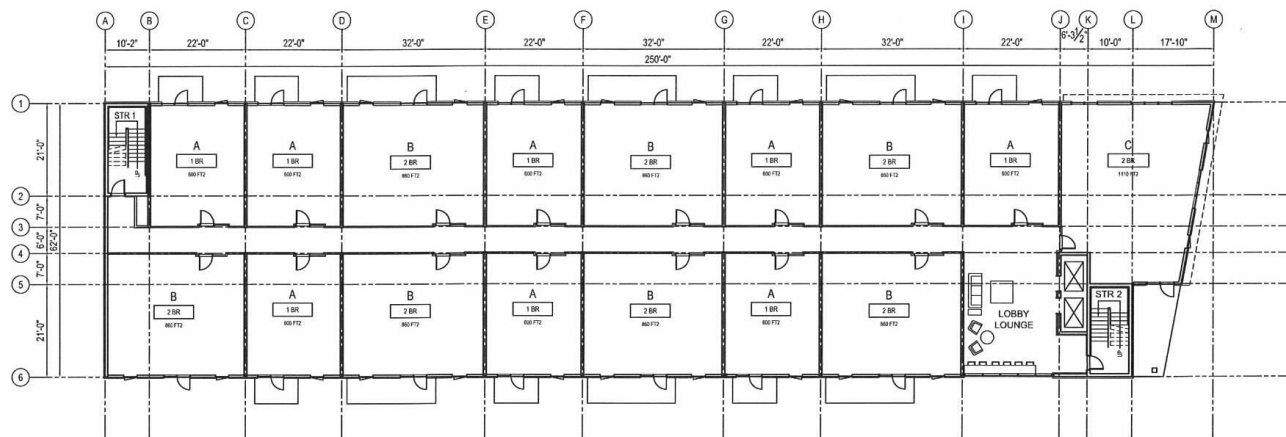 A B C D E F G H I J K L M
10'-2" 22'-0" 22'-0" 32'-0" 22'-0" 32'-0" 22'-0" 32'-0" 22'-0" 6'-3½" 10'-0" 17'-10"
250'-0"
1
STR 1
A A B A B A B A C
1 BR 1 BR 2 BR 1 BR 2 BR 1 BR 2 BR 1 BR 2 BR
600 FT2 600 FT2 860 FT2 600 FT2 860 FT2 600 FT2 860 FT2 600 FT2 1110 FT2
21'-0"
UP
2
7'-0"
3
6'-0"
62'-0"
4
7'-0"
5
B A B A B A B
2 BR 1 BR 2 BR 1 BR 2 BR 1 BR 2 BR
860 FT2 600 FT2 860 FT2 600 FT2 860 FT2 600 FT2 860 FT2
LOBBY
LOUNGE
STR 2
UP
21'-0"
6